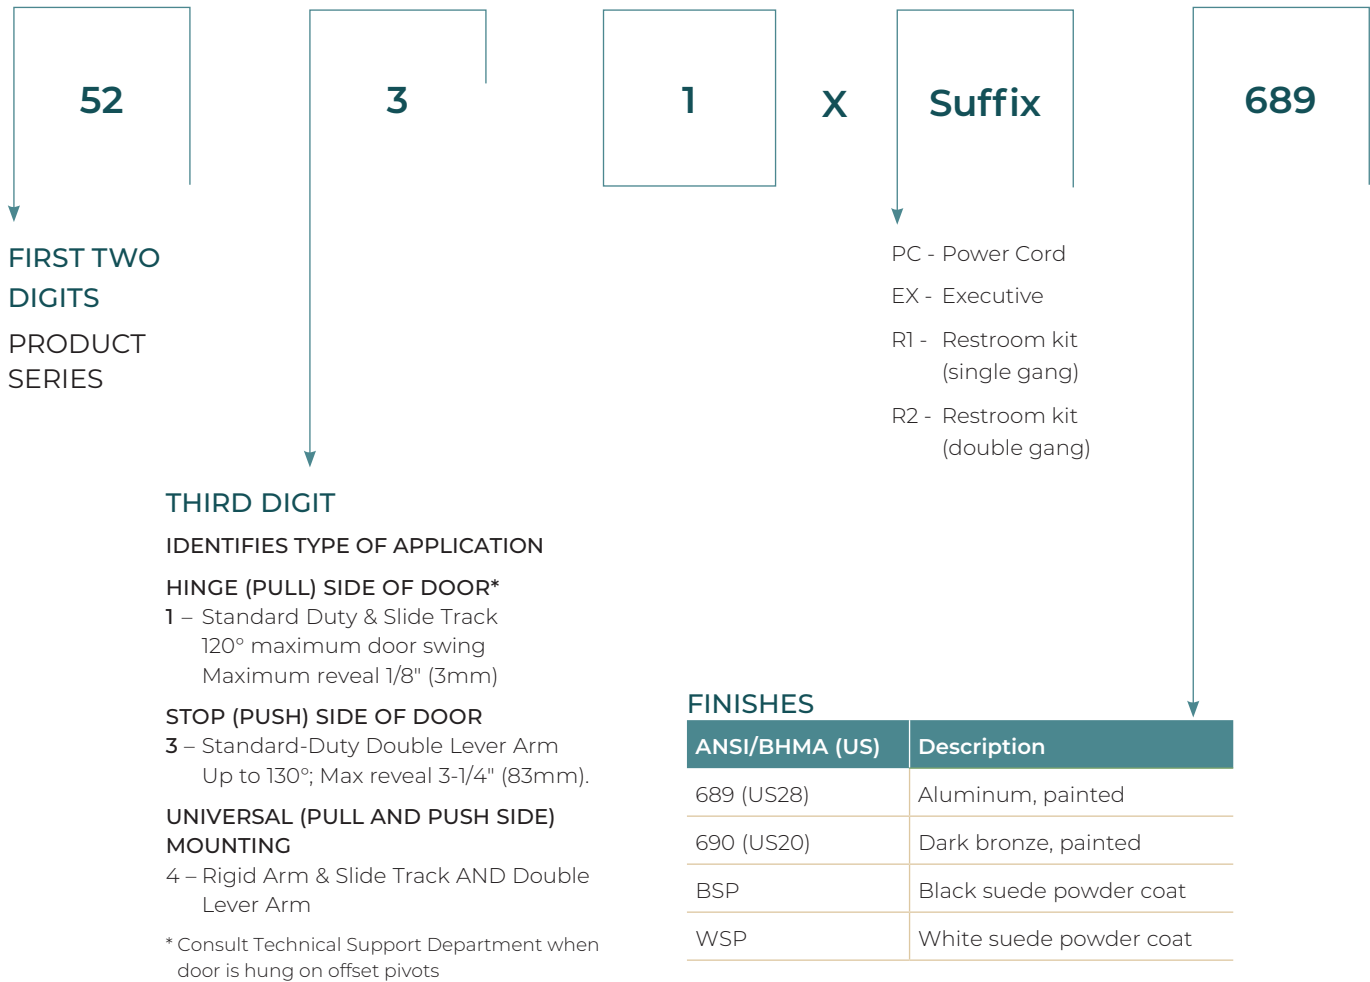 52 3 1 X Suffix 689
FIRST TWO
DIGITS
PRODUCT
SERIES
PC - Power Cord
EX - Executive
R1 - Restroom kit
(single gang)
R2 - Restroom kit
(double gang)
THIRD DIGIT
IDENTIFIES TYPE OF APPLICATION
HINGE (PULL) SIDE OF DOOR*
1 – Standard Duty & Slide Track
120° maximum door swing
Maximum reveal 1/8" (3mm)
STOP (PUSH) SIDE OF DOOR
3 – Standard-Duty Double Lever Arm
Up to 130°; Max reveal 3-1/4" (83mm).
UNIVERSAL (PULL AND PUSH SIDE)
MOUNTING
4 – Rigid Arm & Slide Track AND Double
Lever Arm
* Consult Technical Support Department when
door is hung on offset pivots
FINISHES
ANSI/BHMA (US) Description
689 (US28) Aluminum, painted
690 (US20) Dark bronze, painted
BSP Black suede powder coat
WSP White suede powder coat